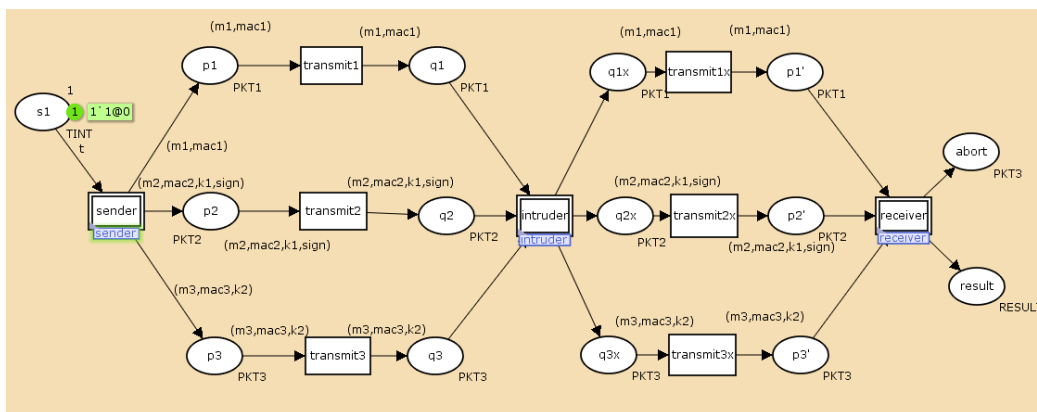 (m1,mac1)
(m1,mac1)
(m1,mac1)
(m1,mac1)
p1
transmit1
q1
q1x
transmit1x
p1'
PKT1
PKT1
PKT1
PKT1
1
s1
1
1`1@0
TINT
t
(m1,mac1)
abort
PKT3
(m2,mac2,k1,sign)
(m2,mac2,k1,sign)
(m2,mac2,k1,sign)
sender
sender
p2
transmit2
q2
intruder
intruder
q2x
transmit2x
p2'
receiver
receiver
PKT2
(m2,mac2,k1,sign)
PKT2
PKT2
(m2,mac2,k1,sign)
PKT2
result
RESULT
(m3,mac3,k2)
(m3,mac3,k2)
(m3,mac3,k2)
(m3,mac3,k2)
(m3,mac3,k2)
p3
transmit3
q3
q3x
transmit3x
p3'
PKT3
PKT3
PKT3
PKT3